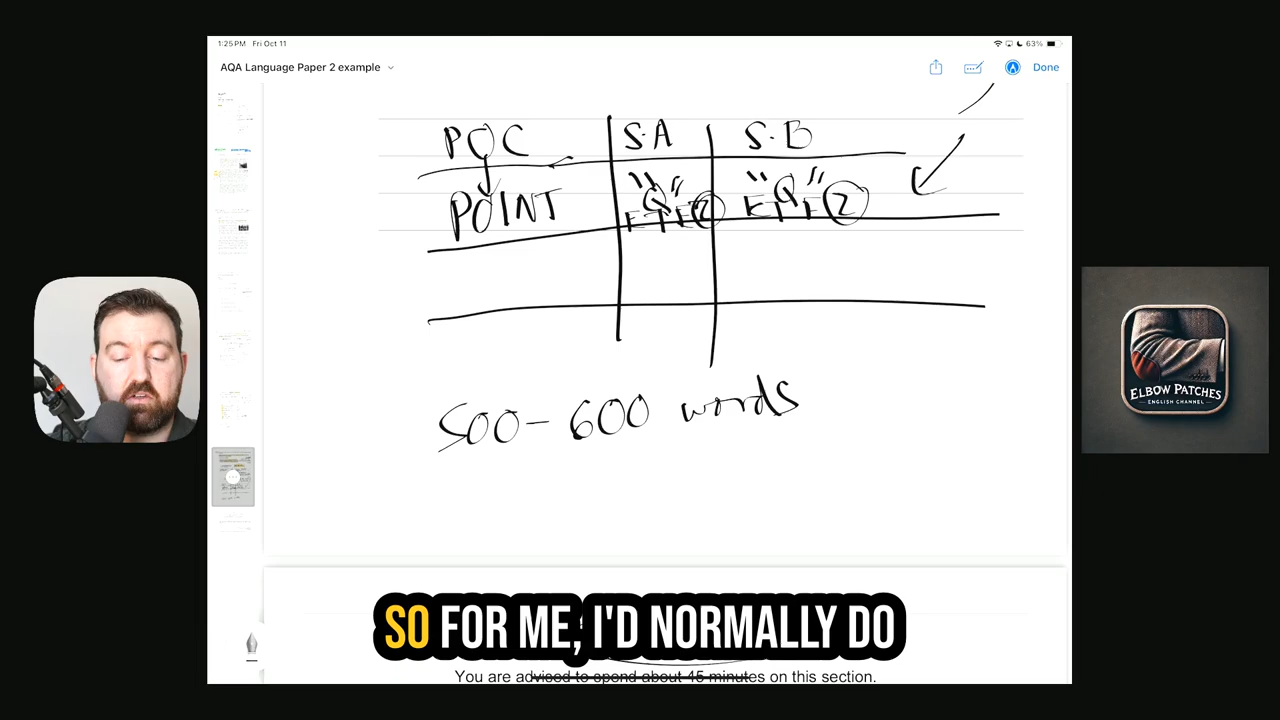 1:25 PM Fri Oct 11
63%
AQA Language Paper 2 example
Done
POC S.A S.B
POINT "Q" 2 "Q" 2
500-600 words
ELBOW PATCHES
ENGLISH CHANNEL
SO FOR ME, I'D NORMALLY DO
You are advised to spend about 45 minutes on this section.